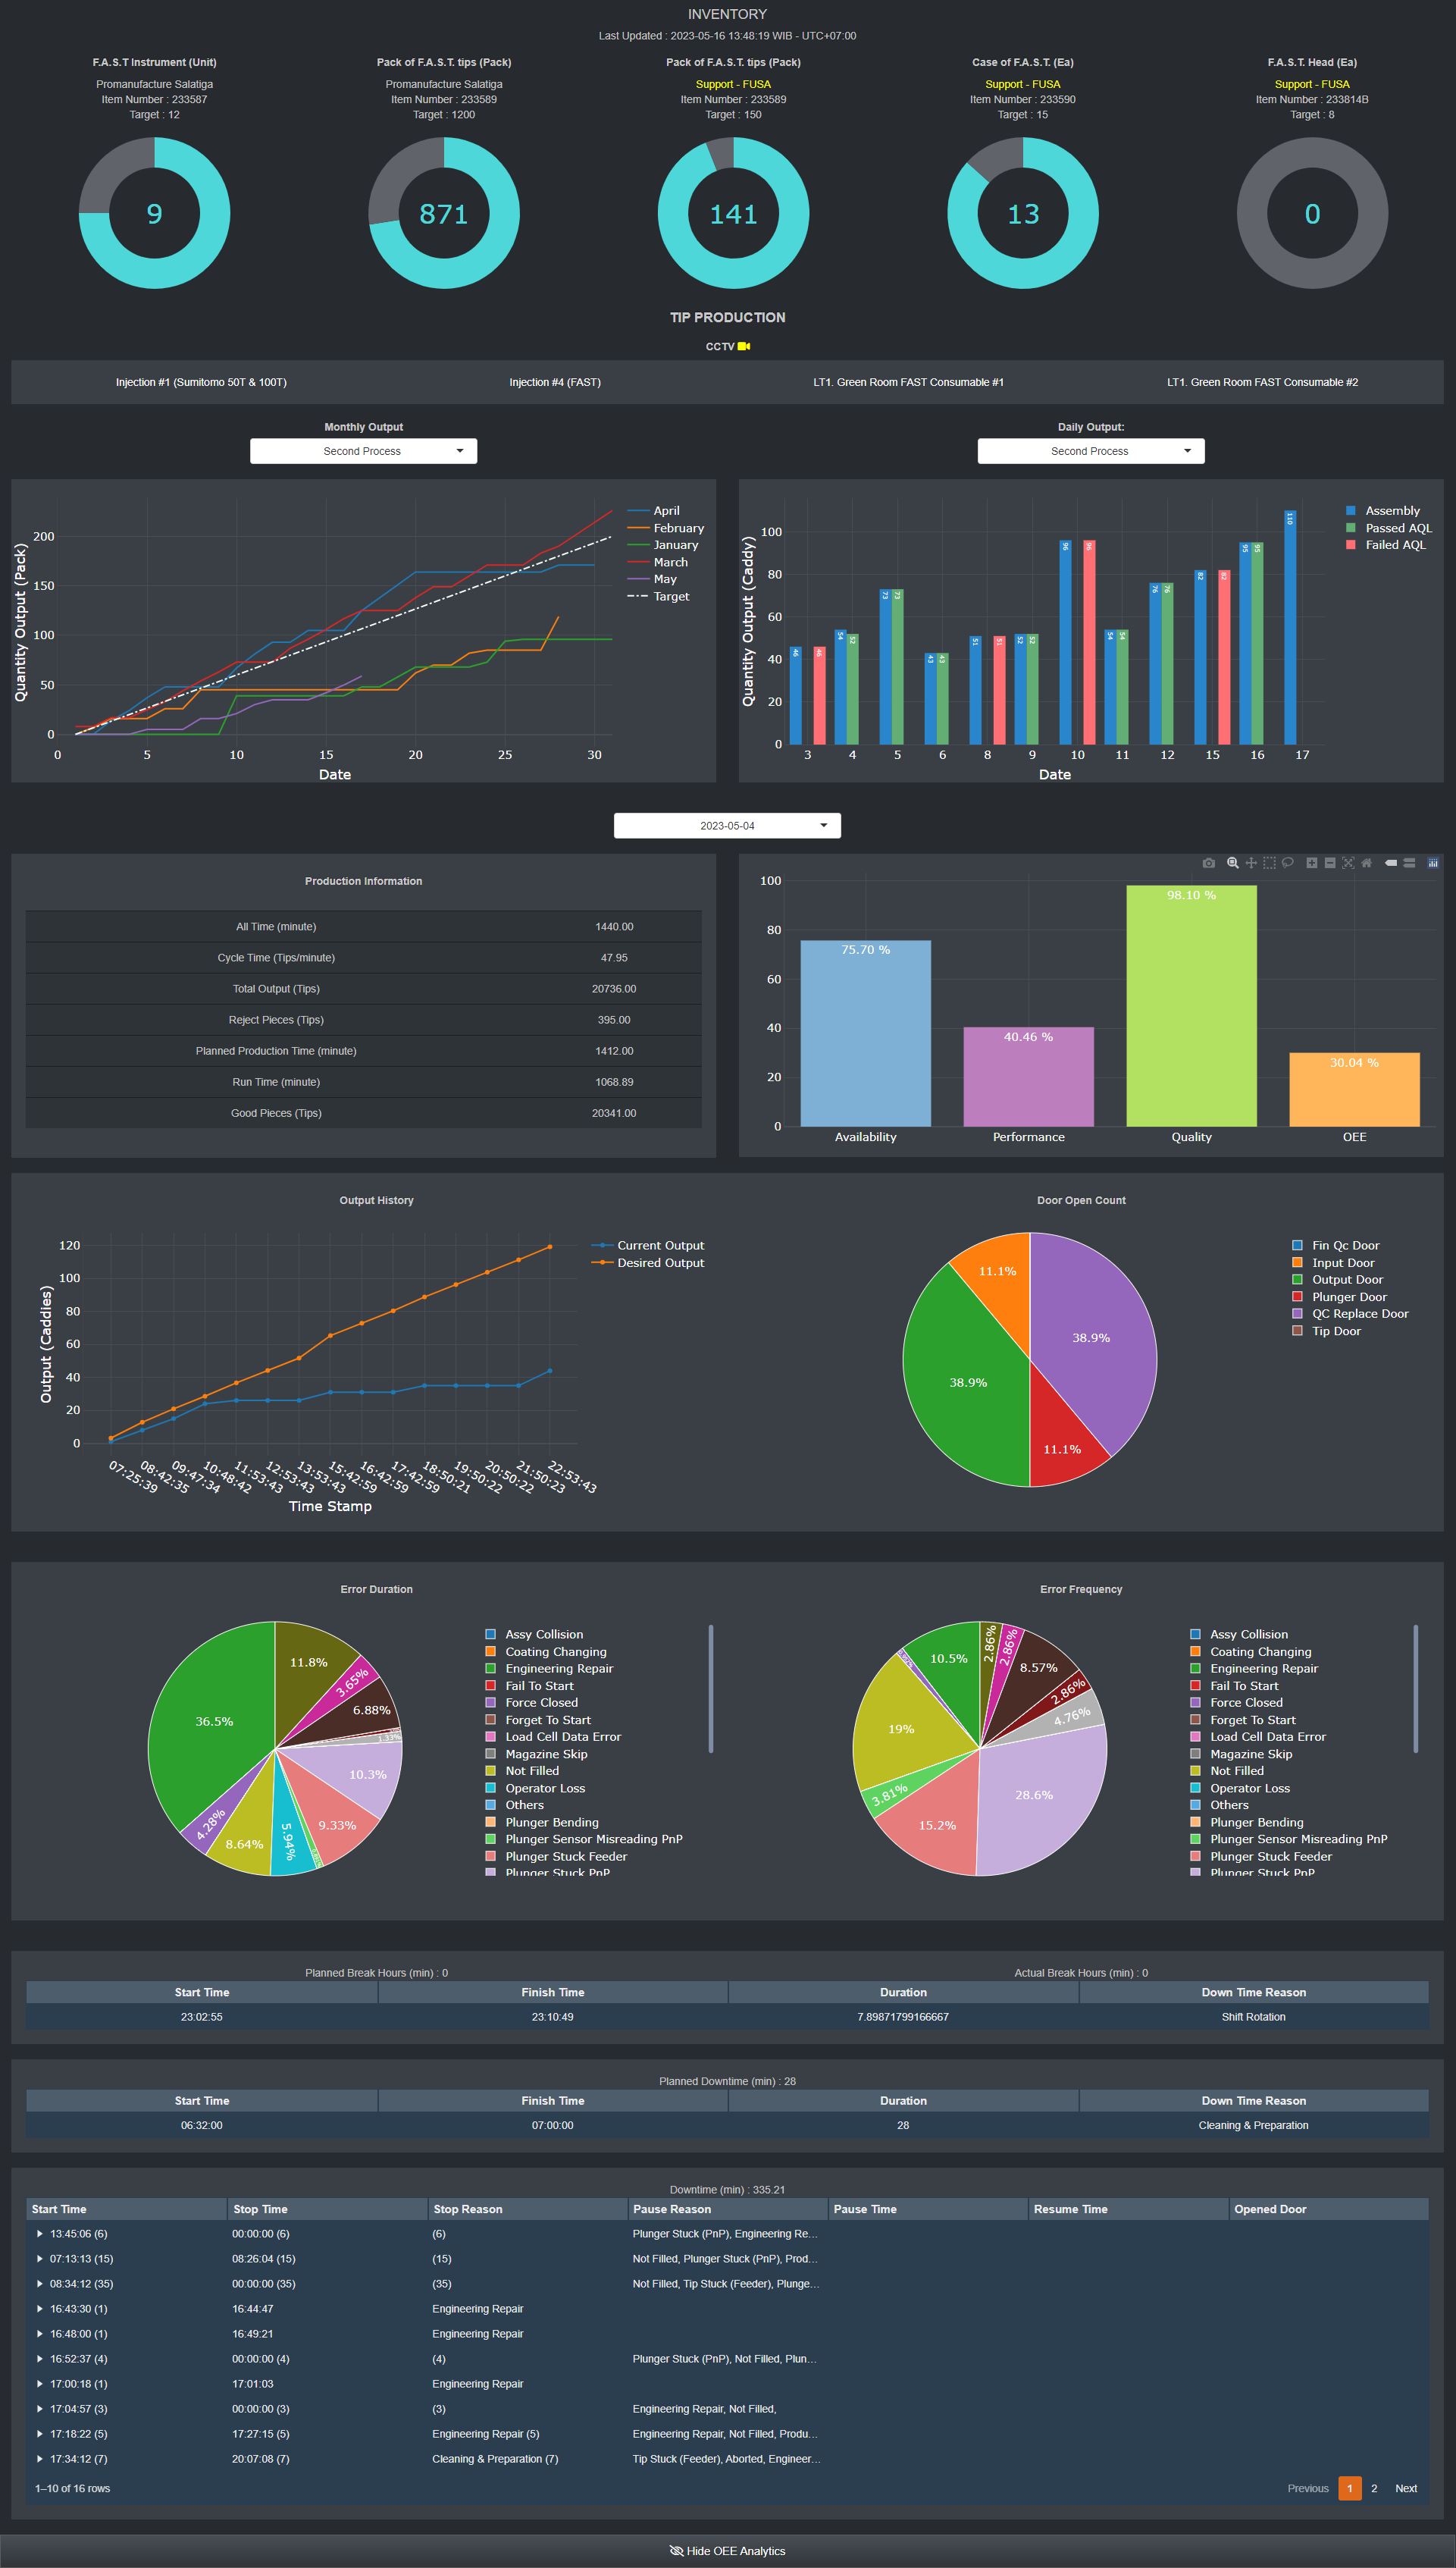 INVENTORY
Last Updated : 2023-05-16 13:48:19 WIB - UTC+07:00
F.A.S.T Instrument (Unit)
Promanufacture Salatiga
Item Number : 233587
Target : 12
9
Pack of F.A.S.T. tips (Pack)
Promanufacture Salatiga
Item Number : 233589
Target : 1200
871
Pack of F.A.S.T. tips (Pack)
Support - FUSA
Item Number : 233589
Target : 150
141
Case of F.A.S.T. (Ea)
Support - FUSA
Item Number : 233590
Target : 15
13
F.A.S.T. Head (Ea)
Support - FUSA
Item Number : 233814B
Target : 8
0
TIP PRODUCTION
CCTV
Injection #1 (Sumitomo 50T & 100T) Injection #4 (FAST) LT1. Green Room FAST Consumable #1 LT1. Green Room FAST Consumable #2
Monthly Output
Second Process
Quantity Output (Pack)
200
150
100
50
0
0 5 10 15 20 25 30
Date
April
February
January
March
May
Target
Daily Output:
Second Process
Quantity Output (Caddy)
100
80
60
40
20
0
46 46 54 52 73 73 43 43 51 51 52 52 96 96 54 54 76 76 82 82 95 95 110
3 4 5 6 8 9 10 11 12 15 16 17
Date
Assembly
Passed AQL
Failed AQL
2023-05-04
Production Information
All Time (minute) 1440.00
Cycle Time (Tips/minute) 47.95
Total Output (Tips) 20736.00
Reject Pieces (Tips) 395.00
Planned Production Time (minute) 1412.00
Run Time (minute) 1068.89
Good Pieces (Tips) 20341.00
100
80
60
40
20
0
75.70 % 40.46 % 98.10 % 30.04 %
Availability Performance Quality OEE
Output History
Output (Caddies)
120
100
80
60
40
20
0
07:25:39 08:42:35 09:47:34 10:48:42 11:53:43 12:53:43 13:53:43 15:42:59 16:42:59 17:42:59 18:50:21 19:50:22 20:50:22 21:50:23 22:53:43
Time Stamp
Current Output
Desired Output
Door Open Count
11.1%
38.9%
38.9%
11.1%
Fin Qc Door
Input Door
Output Door
Plunger Door
QC Replace Door
Tip Door
Error Duration
11.8%
3.65%
6.88%
1.33%
10.3%
9.33%
5.94%
8.64%
4.28%
36.5%
Assy Collision
Coating Changing
Engineering Repair
Fail To Start
Force Closed
Forget To Start
Load Cell Data Error
Magazine Skip
Not Filled
Operator Loss
Others
Plunger Bending
Plunger Sensor Misreading PnP
Plunger Stuck Feeder
Plunger Stuck PnP
Error Frequency
2.86%
2.86%
8.57%
2.86%
4.76%
28.6%
15.2%
3.81%
19%
10.5%
Assy Collision
Coating Changing
Engineering Repair
Fail To Start
Force Closed
Forget To Start
Load Cell Data Error
Magazine Skip
Not Filled
Operator Loss
Others
Plunger Bending
Plunger Sensor Misreading PnP
Plunger Stuck Feeder
Plunger Stuck PnP
Planned Break Hours (min) : 0 Actual Break Hours (min) : 0
Start Time Finish Time Duration Down Time Reason
23:02:55 23:10:49 7.89871799166667 Shift Rotation
Planned Downtime (min) : 28
Start Time Finish Time Duration Down Time Reason
06:32:00 07:00:00 28 Cleaning & Preparation
Downtime (min) : 335.21
Start Time Stop Time Stop Reason Pause Reason Pause Time Resume Time Opened Door
13:45:06 (6) 00:00:00 (6) (6) Plunger Stuck (PnP), Engineering Re...
07:13:13 (15) 08:26:04 (15) (15) Not Filled, Plunger Stuck (PnP), Prod...
08:34:12 (35) 00:00:00 (35) (35) Not Filled, Tip Stuck (Feeder), Plunge...
16:43:30 (1) 16:44:47 Engineering Repair
16:48:00 (1) 16:49:21 Engineering Repair
16:52:37 (4) 00:00:00 (4) (4) Plunger Stuck (PnP), Not Filled, Plun...
17:00:18 (1) 17:01:03 Engineering Repair
17:04:57 (3) 00:00:00 (3) (3) Engineering Repair, Not Filled,
17:18:22 (5) 17:27:15 (5) Engineering Repair (5) Engineering Repair, Not Filled, Produ...
17:34:12 (7) 20:07:08 (7) Cleaning & Preparation (7) Tip Stuck (Feeder), Aborted, Engineer...
1–10 of 16 rows Previous 1 2 Next
Hide OEE Analytics